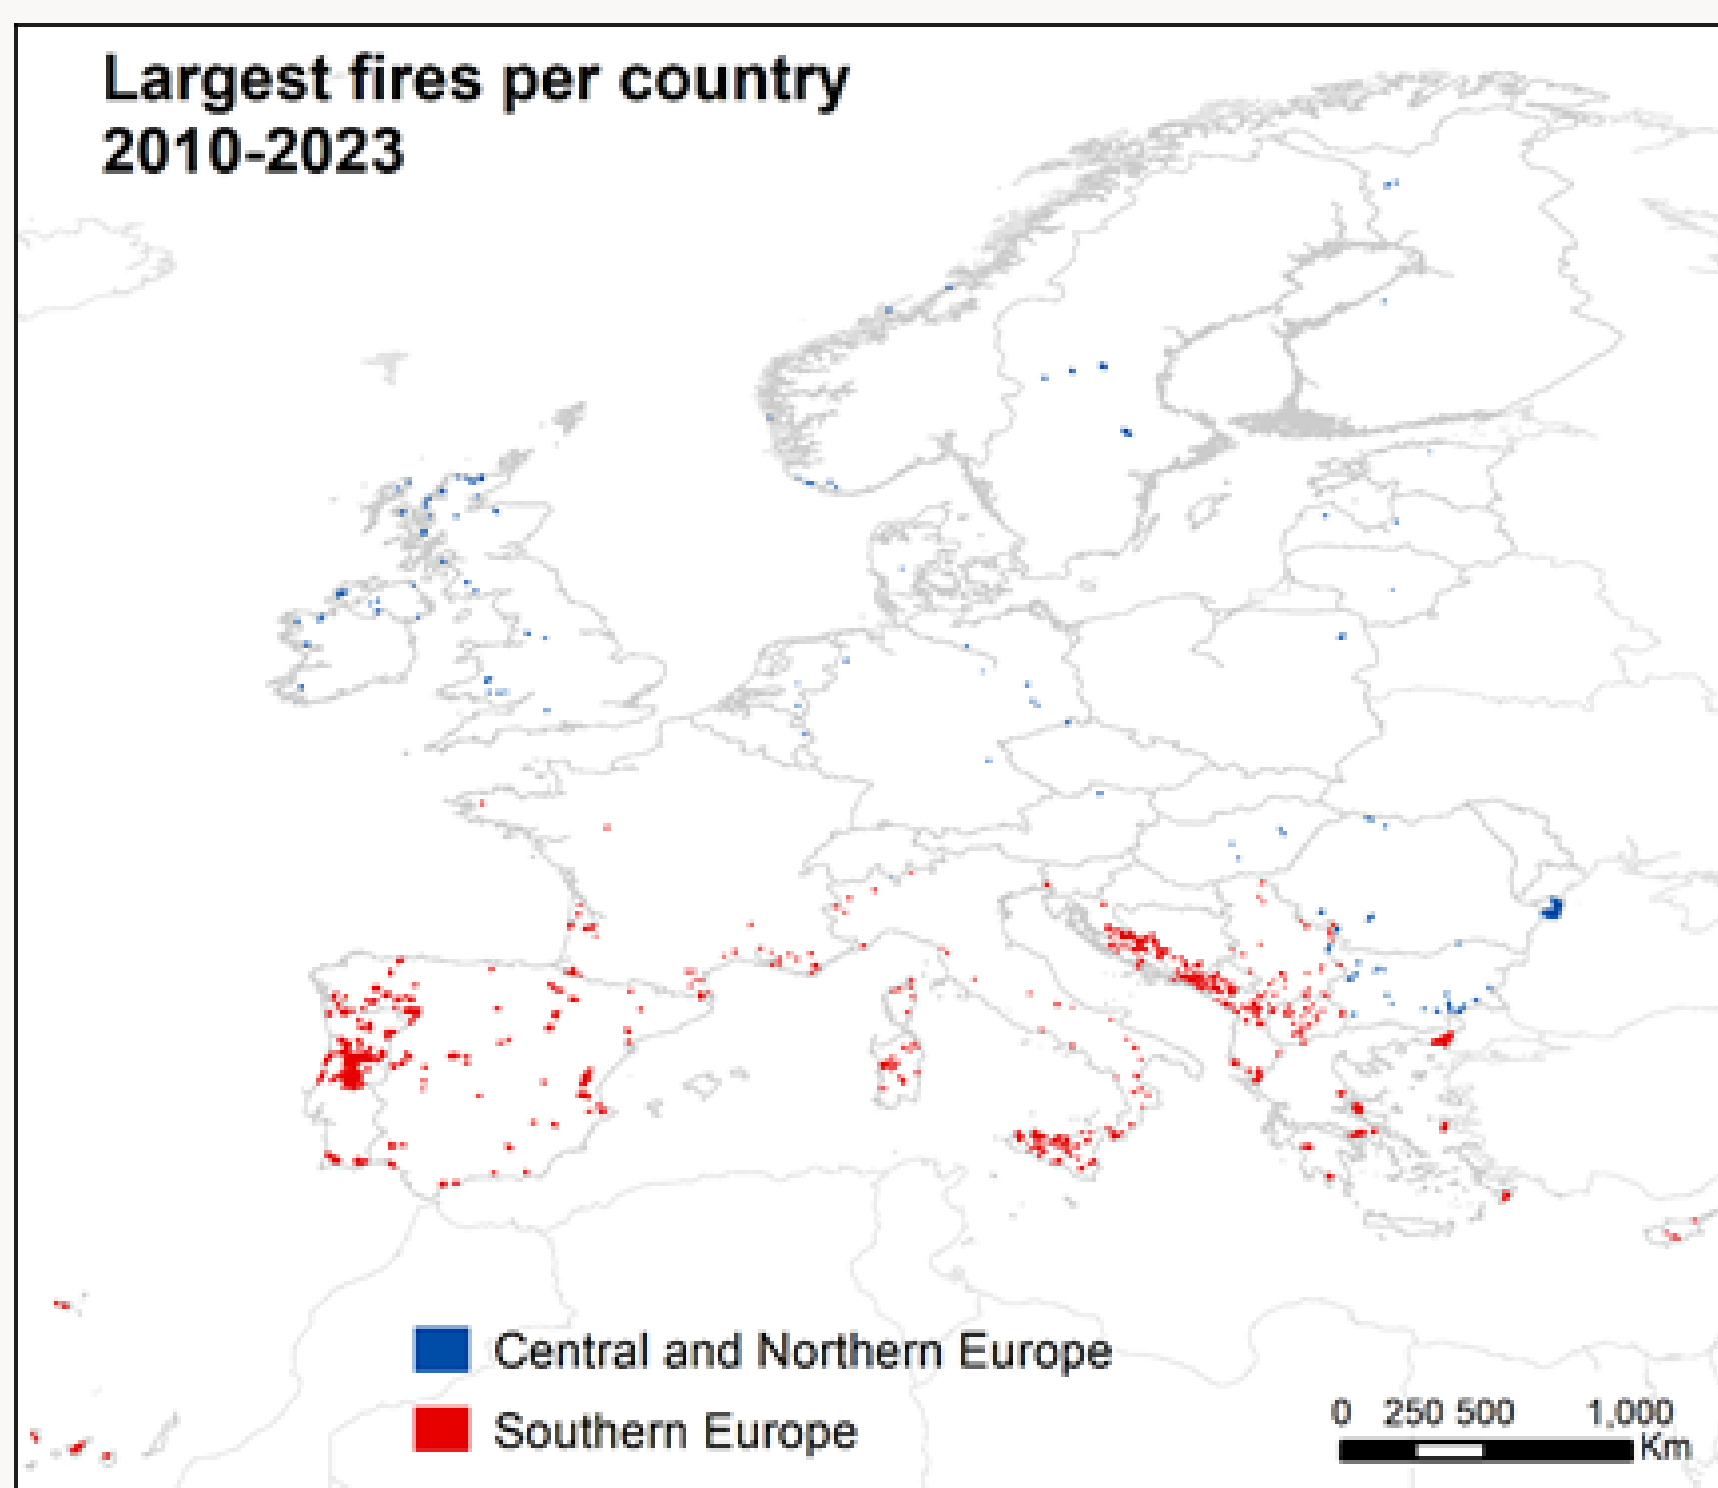 Largest fires per country
2010-2023
Central and Northern Europe
Southern Europe
0 250 500 1,000
Km